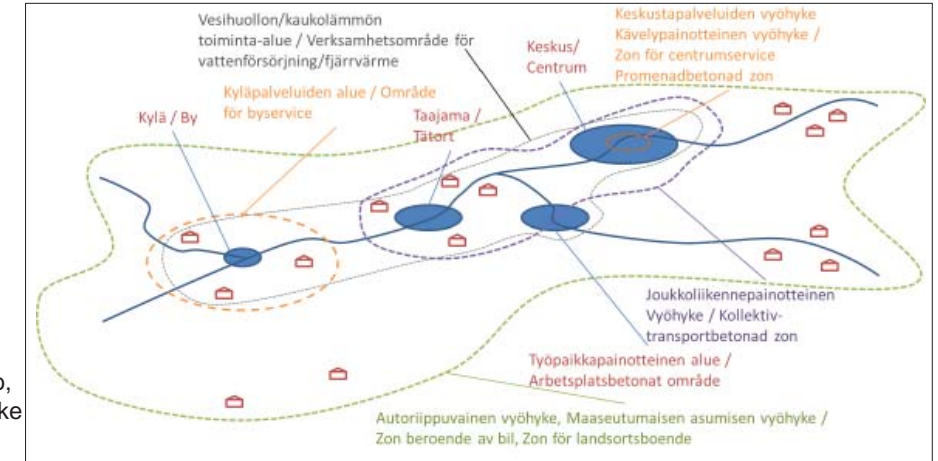 Vesihuollon/kaukolämmön
toiminta-alue / Verksamhetsområde för
vattenförsörjning/fjärrvärme
Keskustapalveluiden vyöhyke
Kävelypainotteinen vyöhyke /
Zon för centrumservice
Promenadbetonad zon
Keskus/
Centrum
Kyläpalveluiden alue / Område
för byservice
Kylä / By
Taajama /
Tätort
Joukkoliikennepainotteinen
Vyöhyke / Kollektiv-
transportbetonad zon
Työpaikkapainotteinen alue /
Arbetsplatsbetonat område
Autoriippuvainen vyöhyke, Maaseutumaisen asumisen vyöhyke /
Zon beroende av bil, Zon för landsortsboende
ke